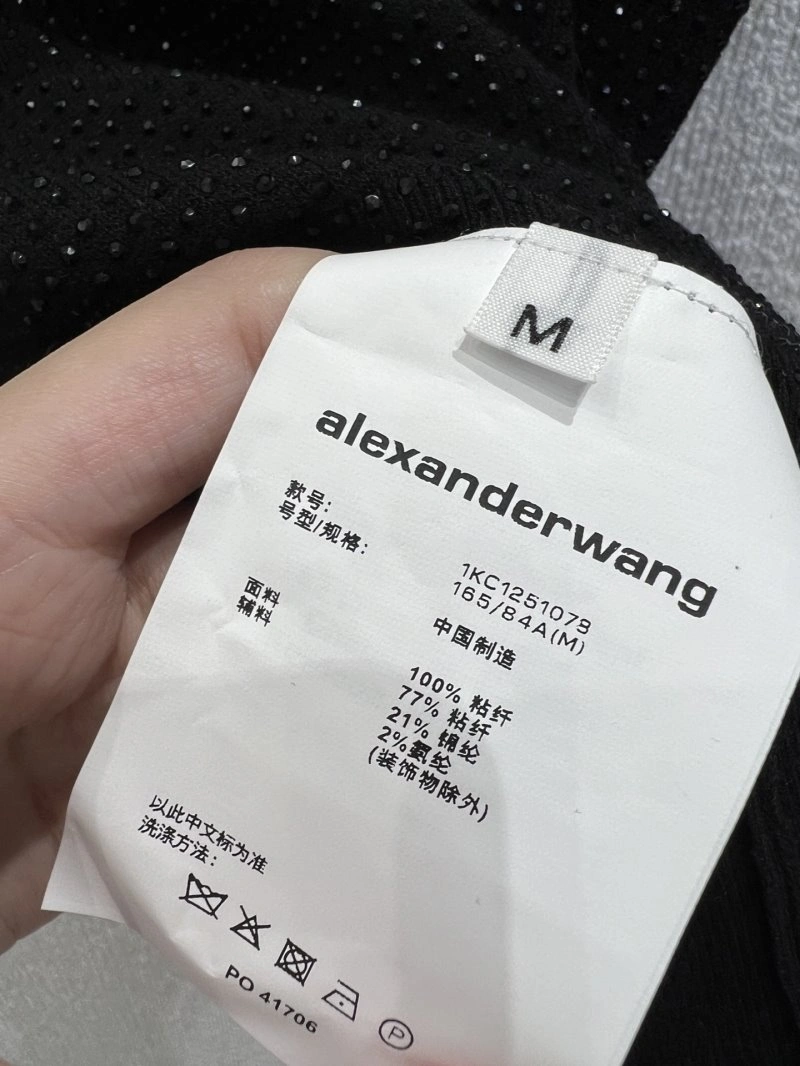 M
alexanderwang
款号:
号型/规格:
1KC1251079
165/84A(M)
中国制造
面料
辅料
100% 粘纤
77% 粘纤
21% 锦纶
2%氨纶
(装饰物除外)
以此中文标为准
洗涤方法:
P
PO 41706